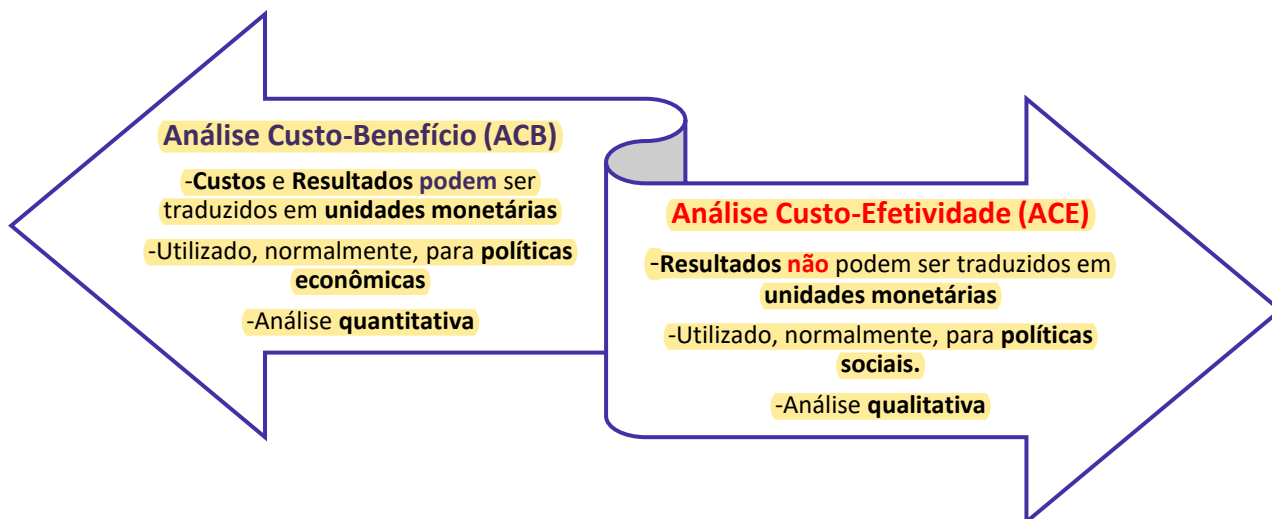 Análise Custo-Benefício (ACB)
-Custos e Resultados podem ser
traduzidos em unidades monetárias
-Utilizado, normalmente, para políticas
econômicas
-Análise quantitativa
Análise Custo-Efetividade (ACE)
-Resultados não podem ser traduzidos em
unidades monetárias
-Utilizado, normalmente, para políticas
sociais.
-Análise qualitativa